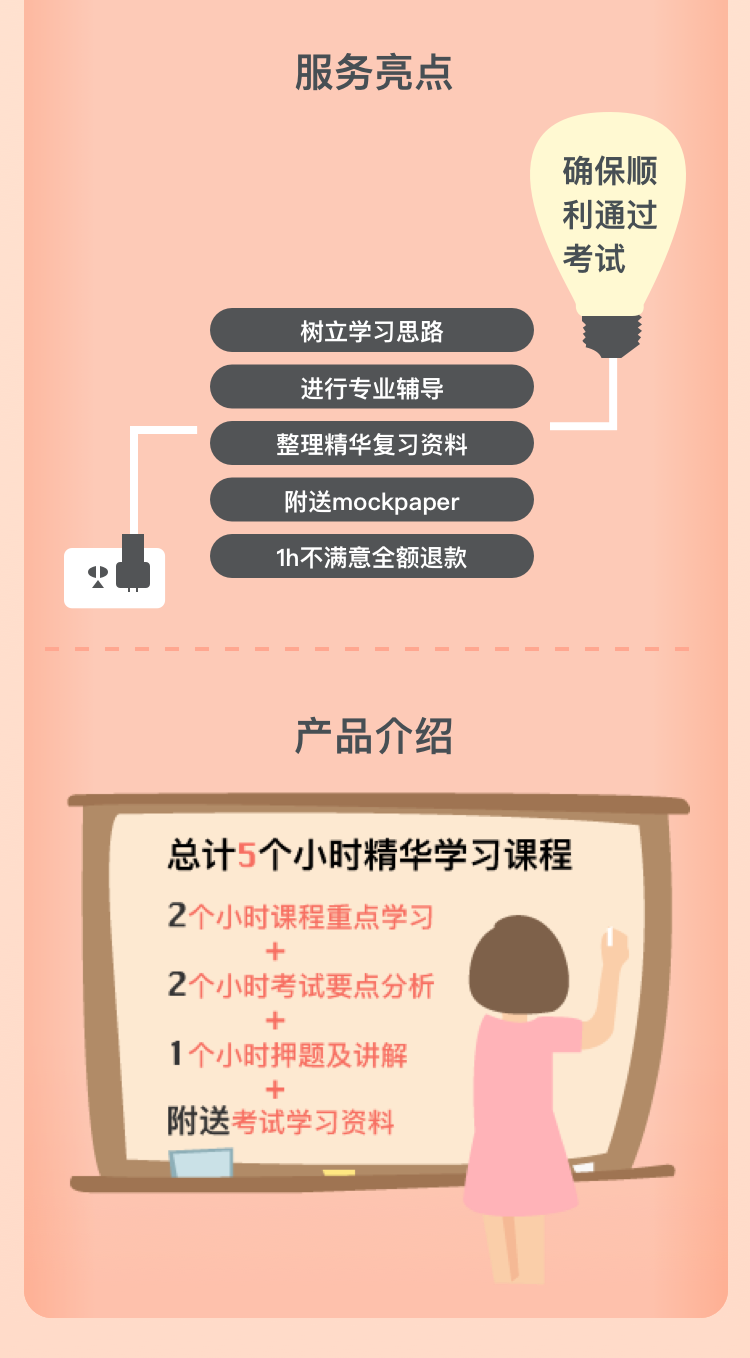 服务亮点
确保顺
利通过
考试
树立学习思路
进行专业辅导
整理精华复习资料
附送mockpaper
1h不满意全额退款
产品介绍
总计5个小时精华学习课程
2个小时课程重点学习
+
2个小时考试要点分析
+
1个小时押题及讲解
+
附送考试学习资料